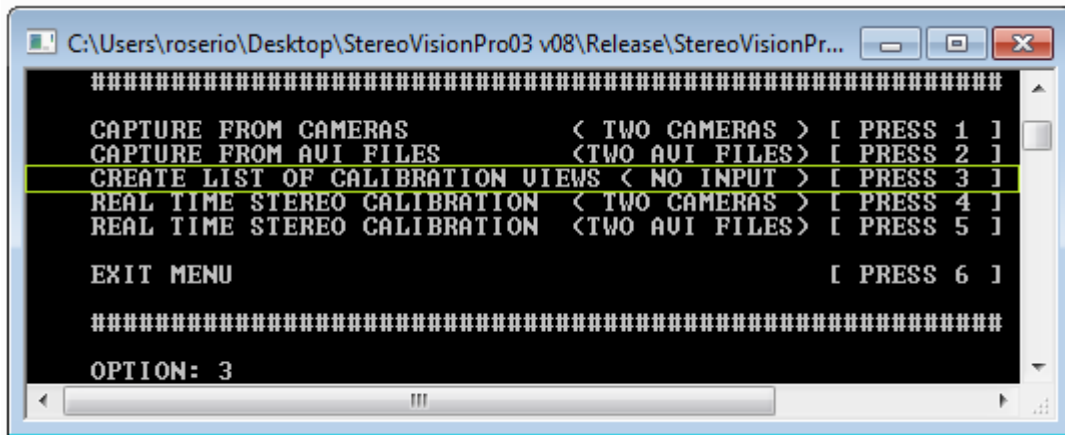 C:\Users\roserio\Desktop\StereoVisionPro03 v08\Release\StereoVisionPr...
#########################################################
CAPTURE FROM CAMERAS ( TWO CAMERAS ) [ PRESS 1 ]
CAPTURE FROM AVI FILES (TWO AVI FILES) [ PRESS 2 ]
CREATE LIST OF CALIBRATION VIEWS ( NO INPUT ) [ PRESS 3 ]
REAL TIME STEREO CALIBRATION ( TWO CAMERAS ) [ PRESS 4 ]
REAL TIME STEREO CALIBRATION (TWO AVI FILES) [ PRESS 5 ]
EXIT MENU [ PRESS 6 ]
#########################################################
OPTION: 3